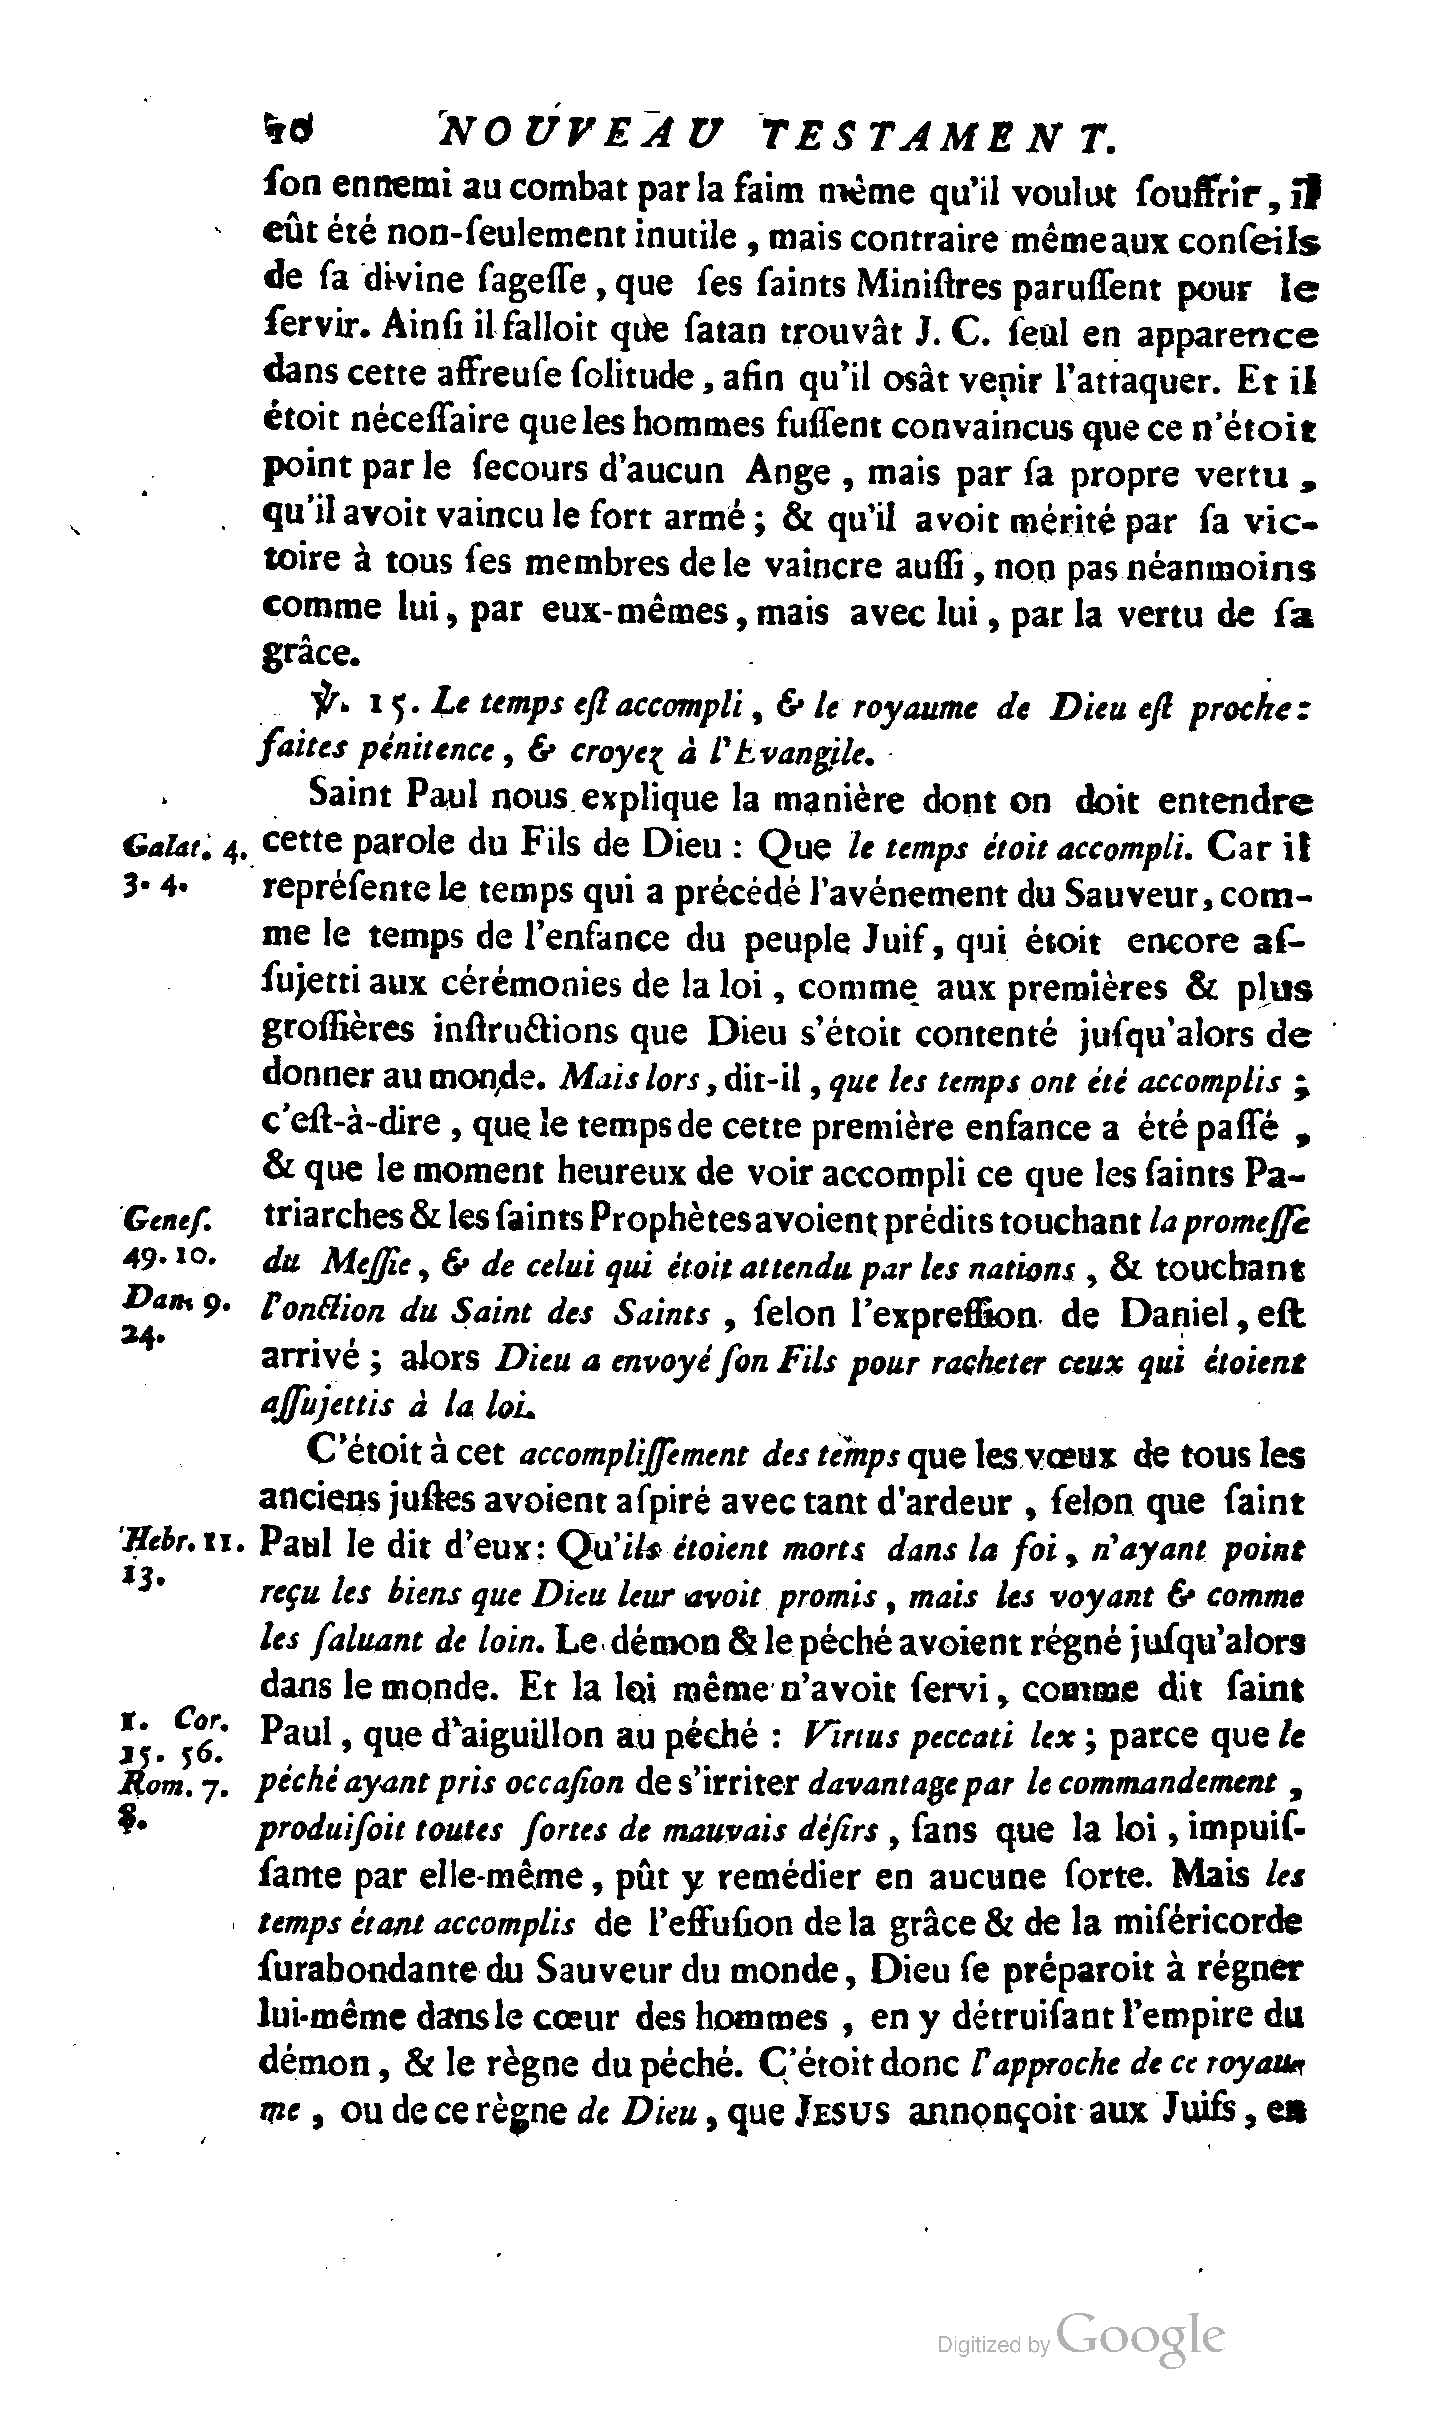 NOUVEAU TESTAMENT.
ſon ennemi au combat par la faim même qu'il voulut ſouffrir, il
eût été non-ſeulement inutile, mais contraire même aux conſeils
de ſa divine ſageſſe, que ſes ſaints Miniſtres paruſſent pour le
ſervir. Ainſi il falloit que ſatan trouvât J. C. ſeul en apparence
dans cette affreuſe ſolitude, afin qu'il osât venir l'attaquer. Et il
étoit néceſſaire que les hommes fuſſent convaincus que ce n'étoit
point par le ſecours d'aucun Ange, mais par ſa propre vertu,
qu'il avoit vaincu le fort armé; & qu'il avoit mérité par ſa vic-
toire à tous ſes membres de le vaincre auſſi, non pas néanmoins
comme lui, par eux-mêmes, mais avec lui, par la vertu de ſa
grâce.
℣. 15. Le temps eſt accompli, & le royaume de Dieu eſt proche:
faites pénitence, & croyez à l'Evangile.
Saint Paul nous explique la manière dont on doit entendre
Galat. 4. cette parole du Fils de Dieu : Que le temps étoit accompli. Car il
3. 4. repréſente le temps qui a précédé l'avénement du Sauveur, com-
me le temps de l'enfance du peuple Juif, qui étoit encore aſ-
ſujetti aux cérémonies de la loi, comme aux premières & plus
groſſières inſtructions que Dieu s'étoit contenté juſqu'alors de
donner au monde. Mais lors, dit-il, que les temps ont été accomplis;
c'eſt-à-dire, que le temps de cette première enfance a été paſſé,
& que le moment heureux de voir accompli ce que les ſaints Pa-
Geneſ. triarches & les ſaints Prophètes avoient prédits touchant la promeſſe
49. 10. du Meſſie, & de celui qui étoit attendu par les nations, & touchant
Dan. 9. l'onction du Saint des Saints, ſelon l'expreſſion de Daniel, eſt
24.
arrivé; alors Dieu a envoyé ſon Fils pour racheter ceux qui étoient
aſſujettis à la loi.
C'étoit à cet accompliſſement des temps que les vœux de tous les
anciens juſtes avoient aſpiré avec tant d'ardeur, ſelon que ſaint
Hebr. 11. Paul le dit d'eux: Qu'ils étoient morts dans la foi, n'ayant point
13.
reçu les biens que Dieu leur avoit promis, mais les voyant & comme
les ſaluant de loin. Le démon & le péché avoient régné juſqu'alors
dans le monde. Et la loi même n'avoit ſervi, comme dit ſaint
1. Cor. Paul, que d'aiguillon au péché : Virtus peccati lex; parce que le
15. 56.
Rom. 7. péché ayant pris occaſion de s'irriter davantage par le commandement,
8.
produiſoit toutes ſortes de mauvais déſirs, ſans que la loi, impuiſ-
ſante par elle-même, pût y remédier en aucune ſorte. Mais les
temps étant accomplis de l'effuſion de la grâce & de la miſéricorde
ſurabondante du Sauveur du monde, Dieu ſe préparoit à régner
lui-même dans le cœur des hommes, en y détruiſant l'empire du
démon, & le règne du péché. C'étoit donc l'approche de ce royau-
me, ou de ce règne de Dieu, que JESUS annonçoit aux Juifs, en
Digitized by Google